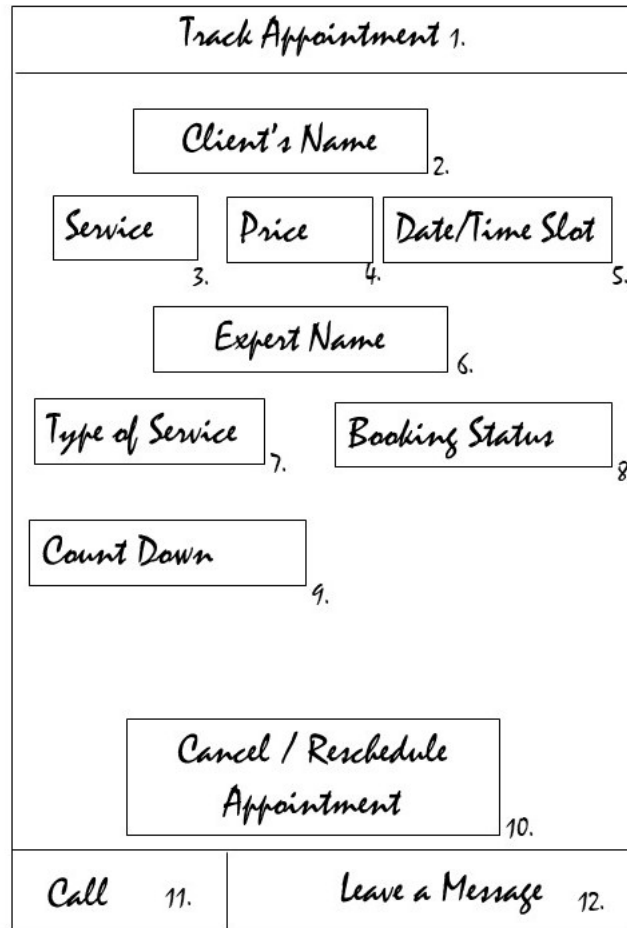 Track Appointment 1.
Client's Name 2.
Service 3. Price 4. Date/Time Slot 5.
Expert Name 6.
Type of Service 7. Booking Status 8.
Count Down 9.
Cancel / Reschedule
Appointment 10.
Call 11. Leave a Message 12.